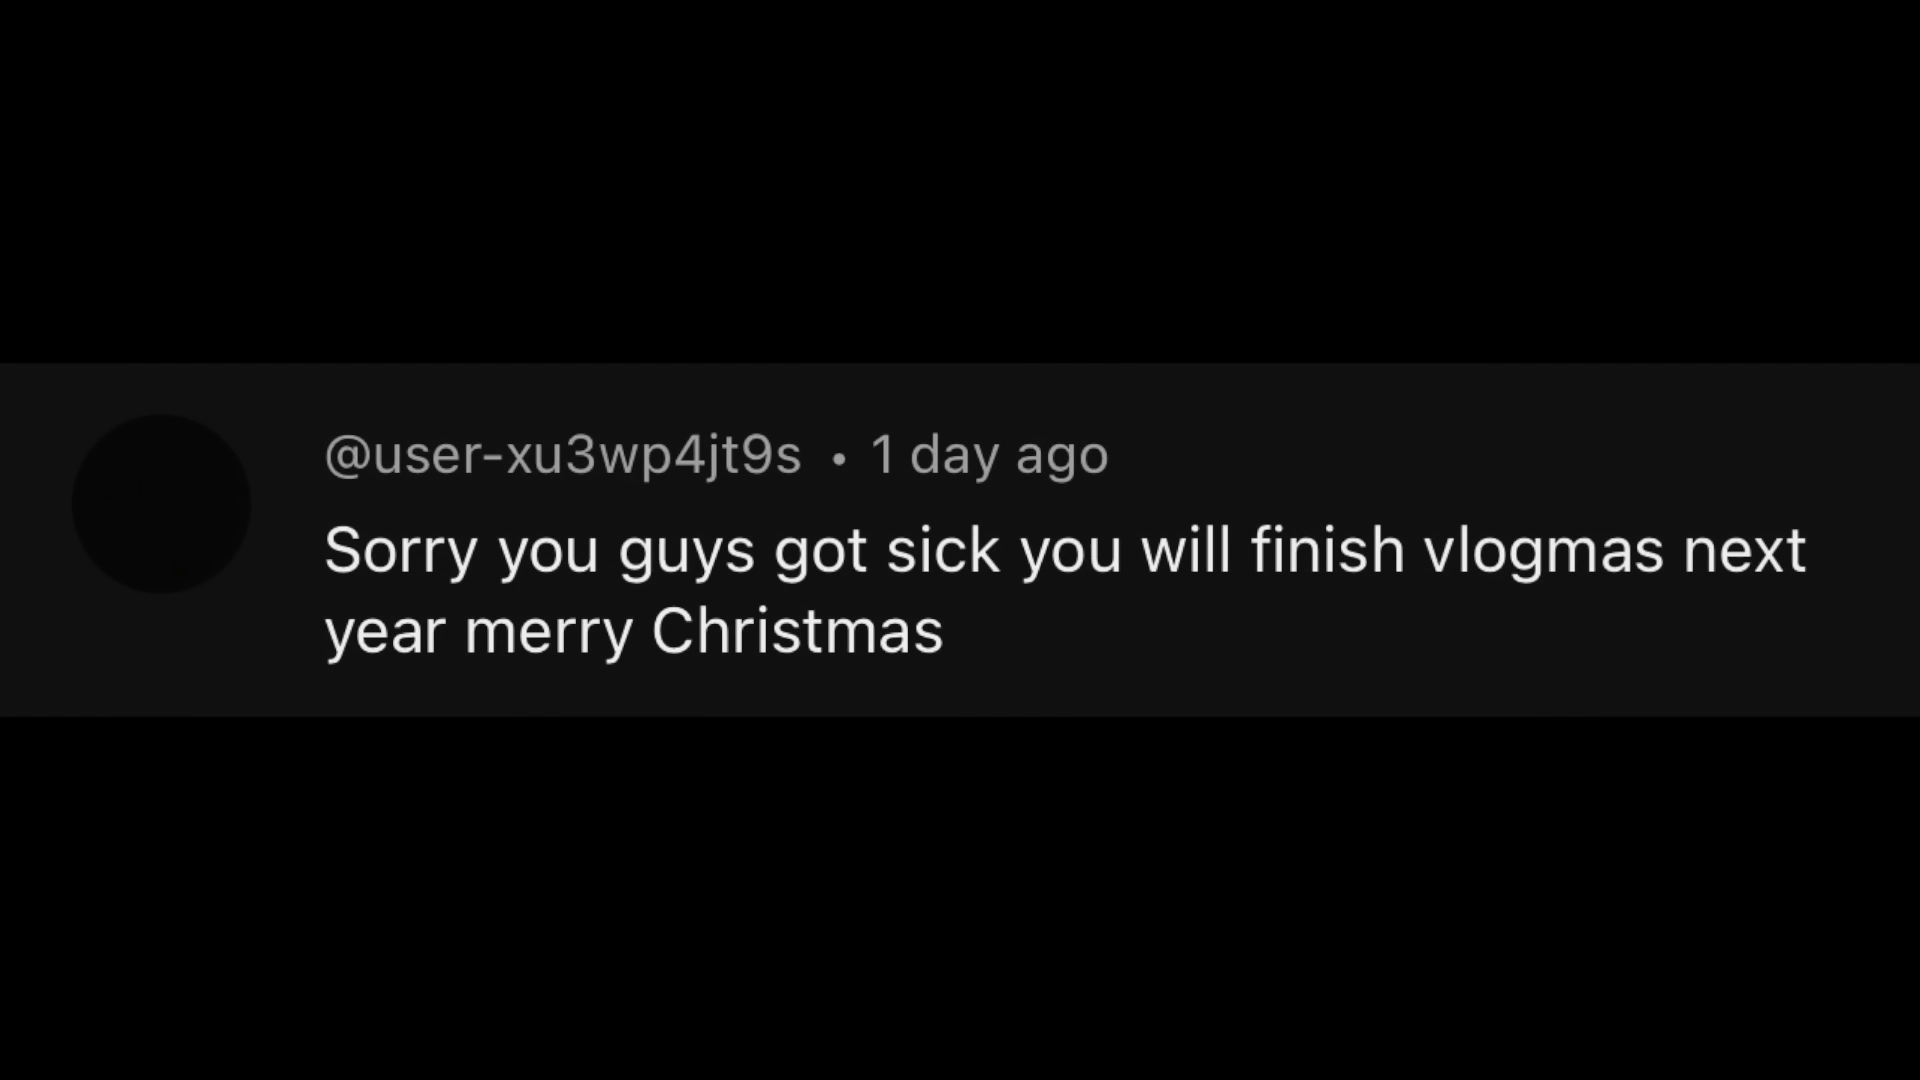 @user-xu3wp4jt9s • 1 day ago
Sorry you guys got sick you will finish vlogmas next
year merry Christmas